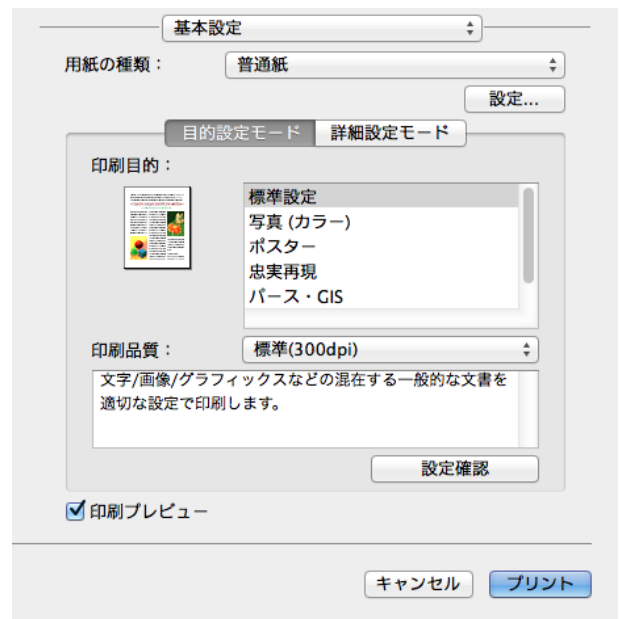 基本設定
用紙の種類： 普通紙
設定...
目的設定モード 詳細設定モード
印刷目的：
標準設定
写真 (カラー)
ポスター
忠実再現
パース・GIS
印刷品質： 標準(300dpi)
文字/画像/グラフィックスなどの混在する一般的な文書を
適切な設定で印刷します。
設定確認
印刷プレビュー
キャンセル プリント